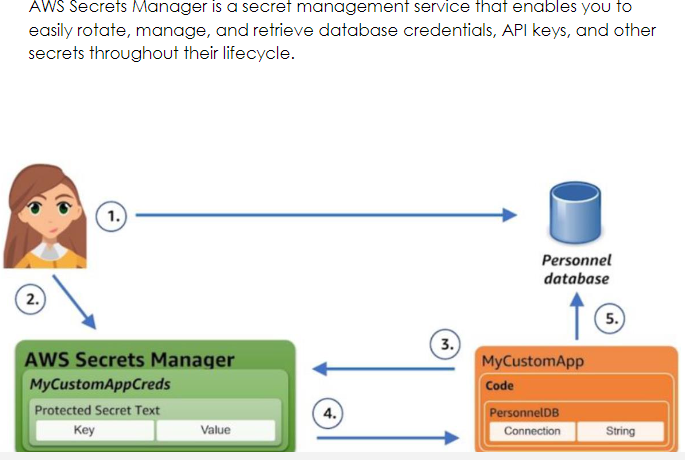 AWS Secrets Manager is a secret management service that enables you to
easily rotate, manage, and retrieve database credentials, API keys, and other
secrets throughout their lifecycle.
1.
Personnel
database
2.
5.
3.
AWS Secrets Manager
MyCustomAppCreds
Protected Secret Text
Key Value
4.
MyCustomApp
Code
PersonnelDB
Connection String